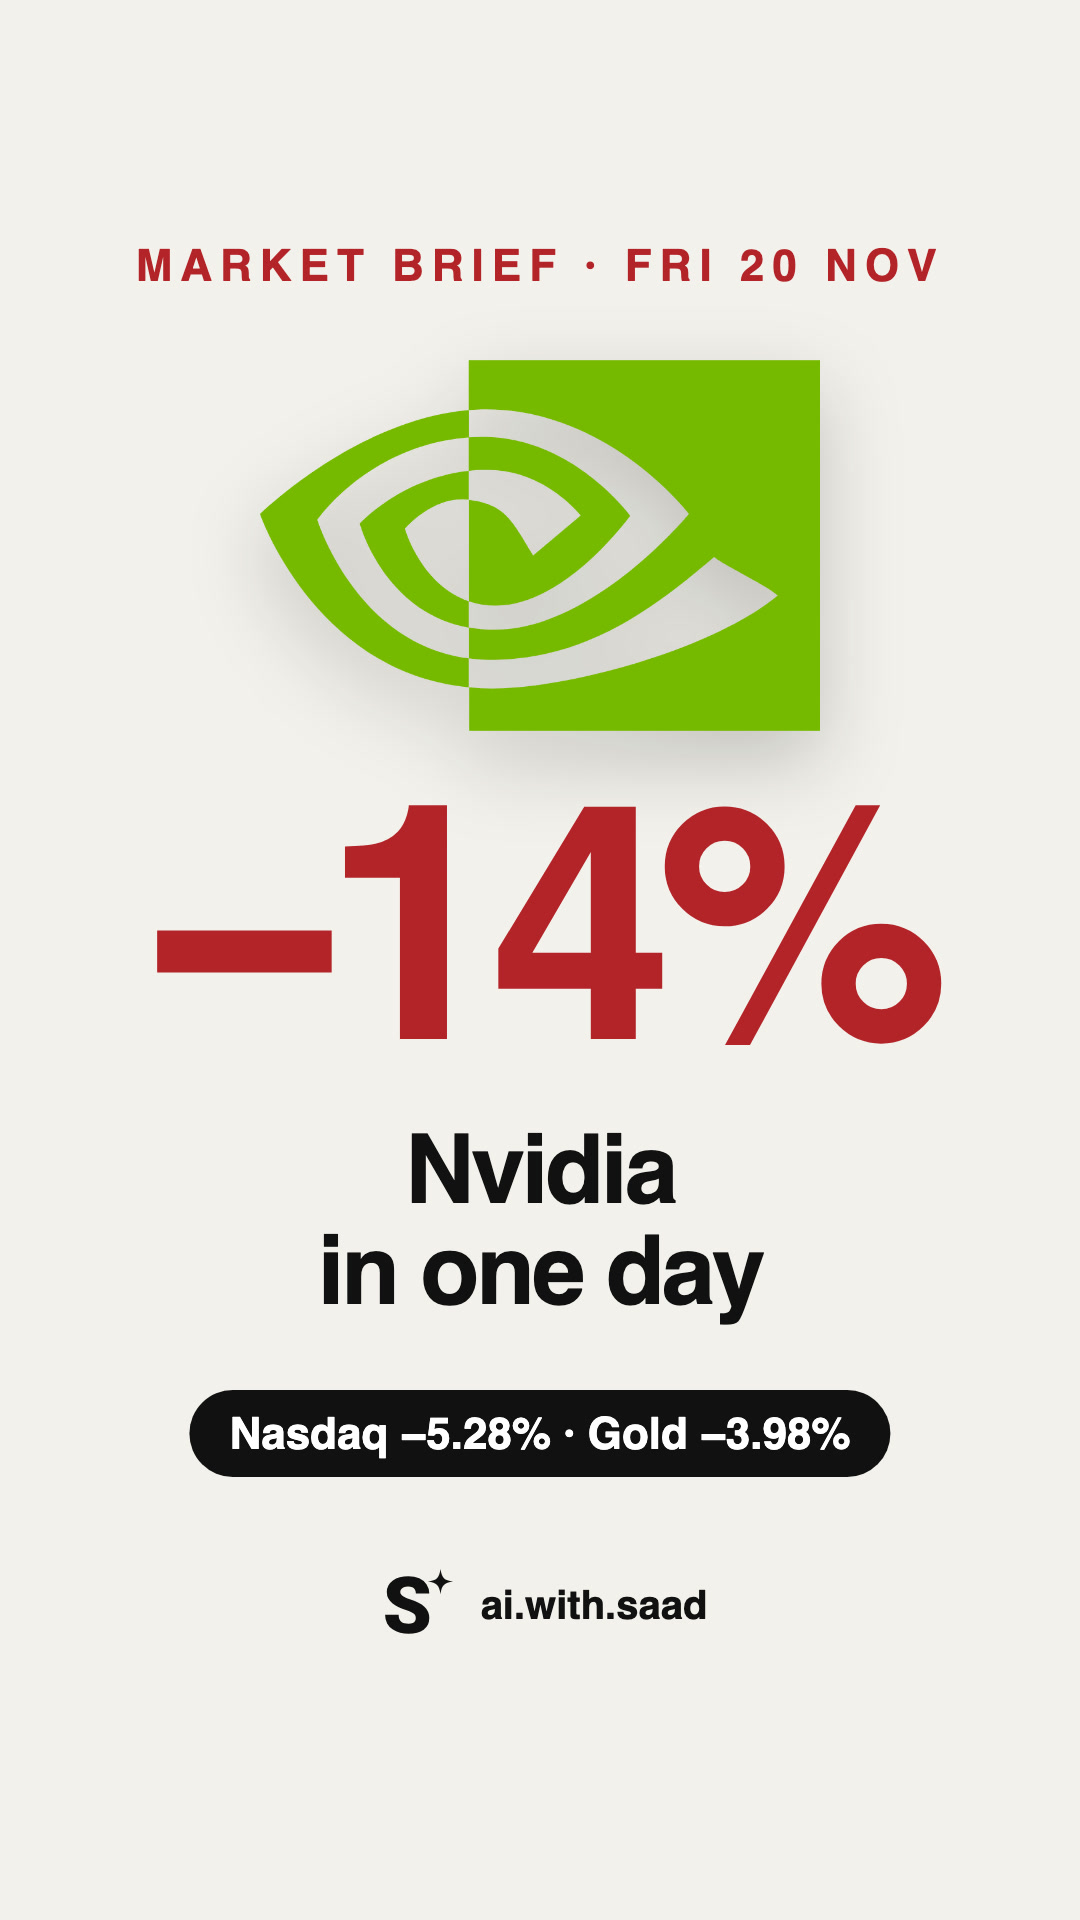 MARKET BRIEF · FRI 20 NOV
–14%
Nvidia
in one day
Nasdaq –5.28% · Gold –3.98%
S ai.with.saad